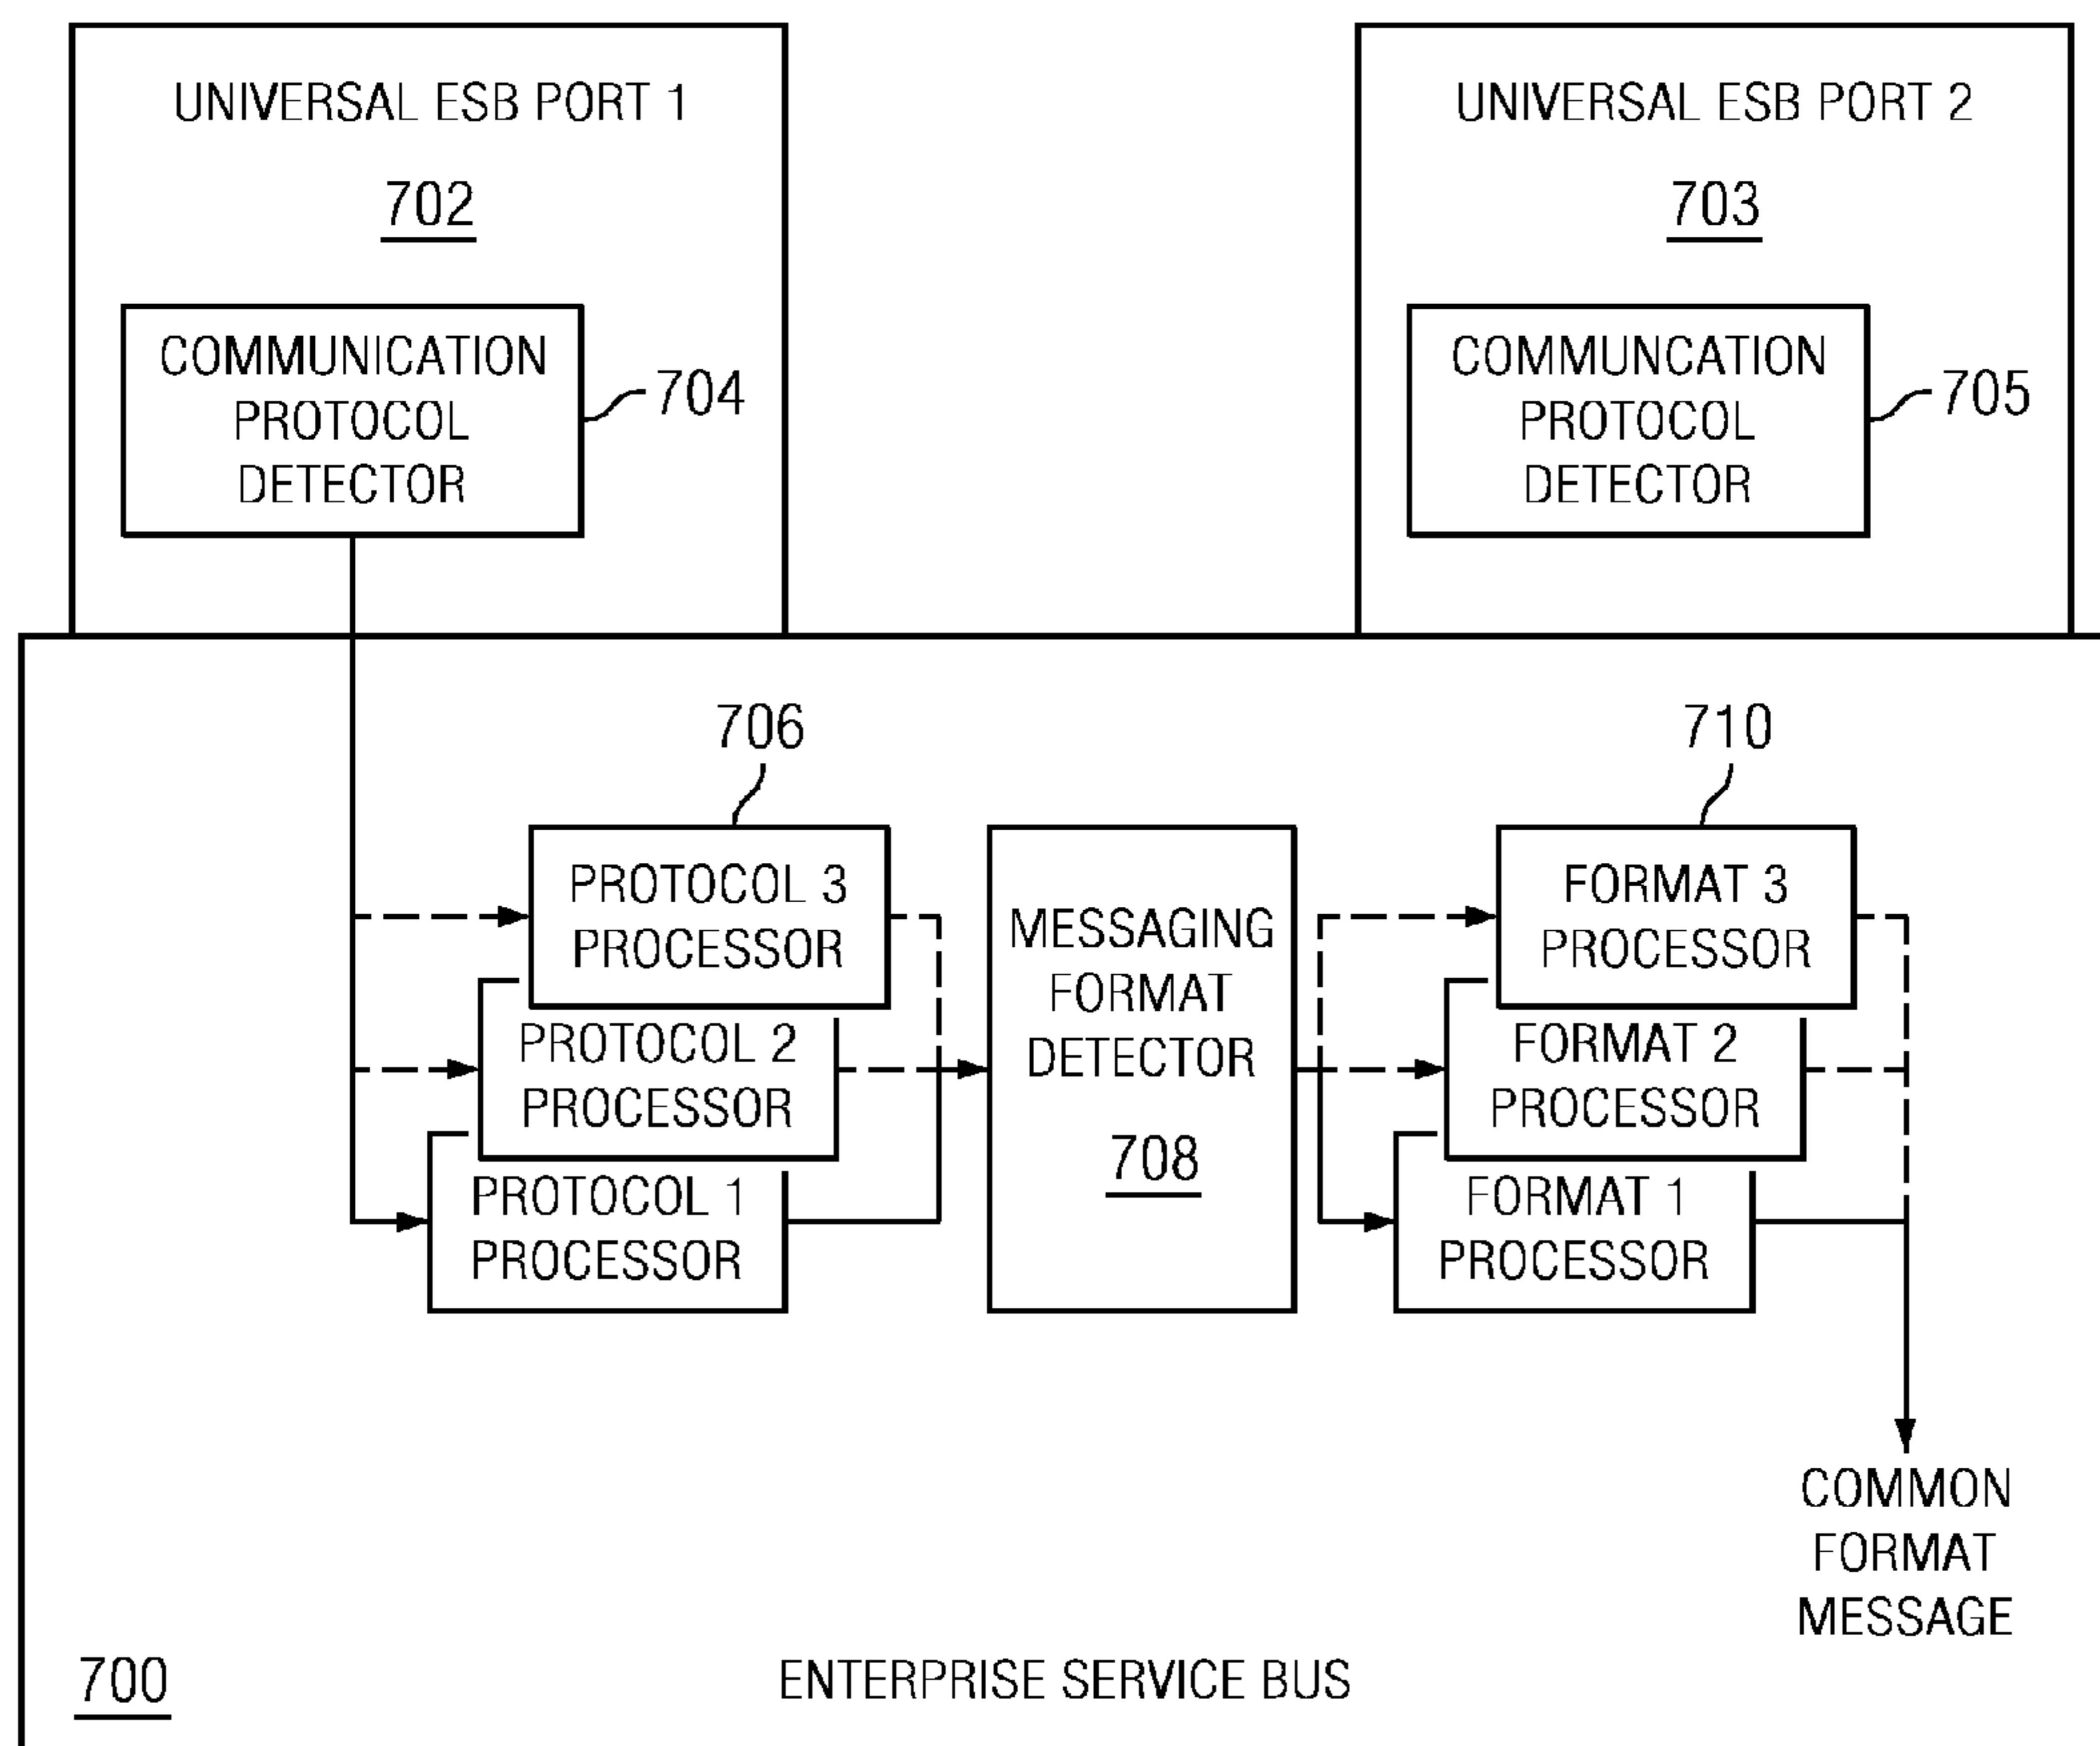 UNIVERSAL ESB PORT 1
702
COMMUNICATION
PROTOCOL
DETECTOR
704
UNIVERSAL ESB PORT 2
703
COMMUNCATION
PROTOCOL
DETECTOR
705
706
PROTOCOL 3
PROCESSOR
PROTOCOL 2
PROCESSOR
PROTOCOL 1
PROCESSOR
MESSAGING
FORMAT
DETECTOR
708
710
FORMAT 3
PROCESSOR
FORMAT 2
PROCESSOR
FORMAT 1
PROCESSOR
COMMON
FORMAT
MESSAGE
700
ENTERPRISE SERVICE BUS